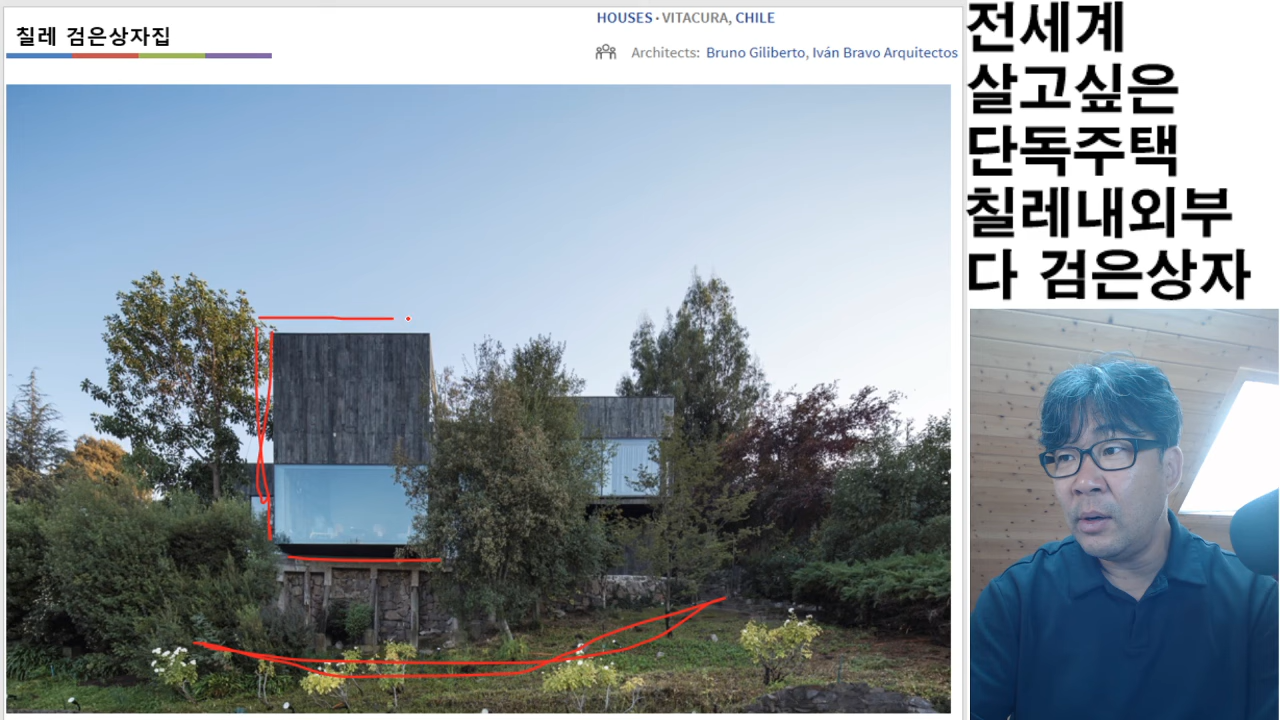 칠레 검은상자집
HOUSES · VITACURA, CHILE
Architects: Bruno Giliberto, Iván Bravo Arquitectos
전세계
살고싶은
단독주택
칠레내외부
다 검은상자